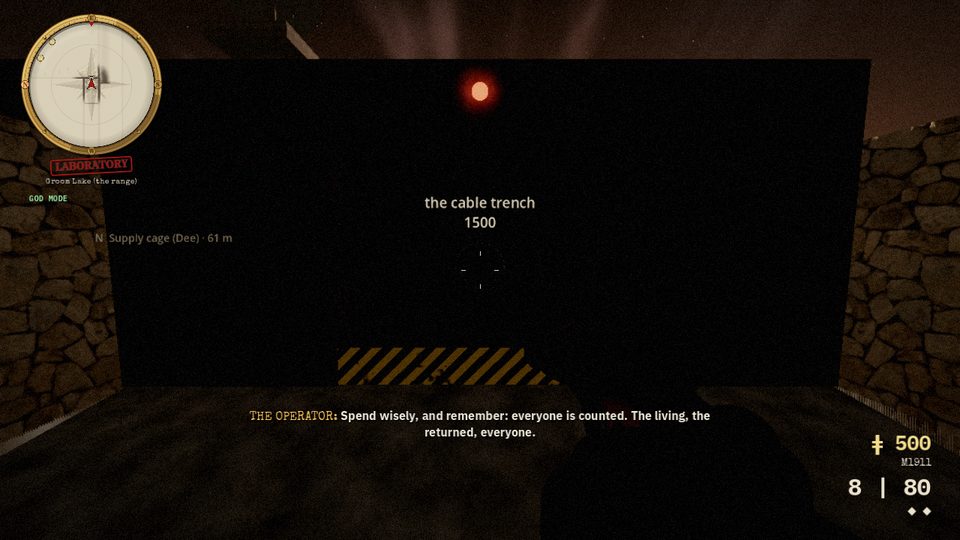 LABORATORY
Groom Lake (the range)
GOD MODE
N Supply cage (Dee) · 61 m
the cable trench
1500
THE OPERATOR: Spend wisely, and remember: everyone is counted. The living, the
returned, everyone.
500
M1911
8 | 80